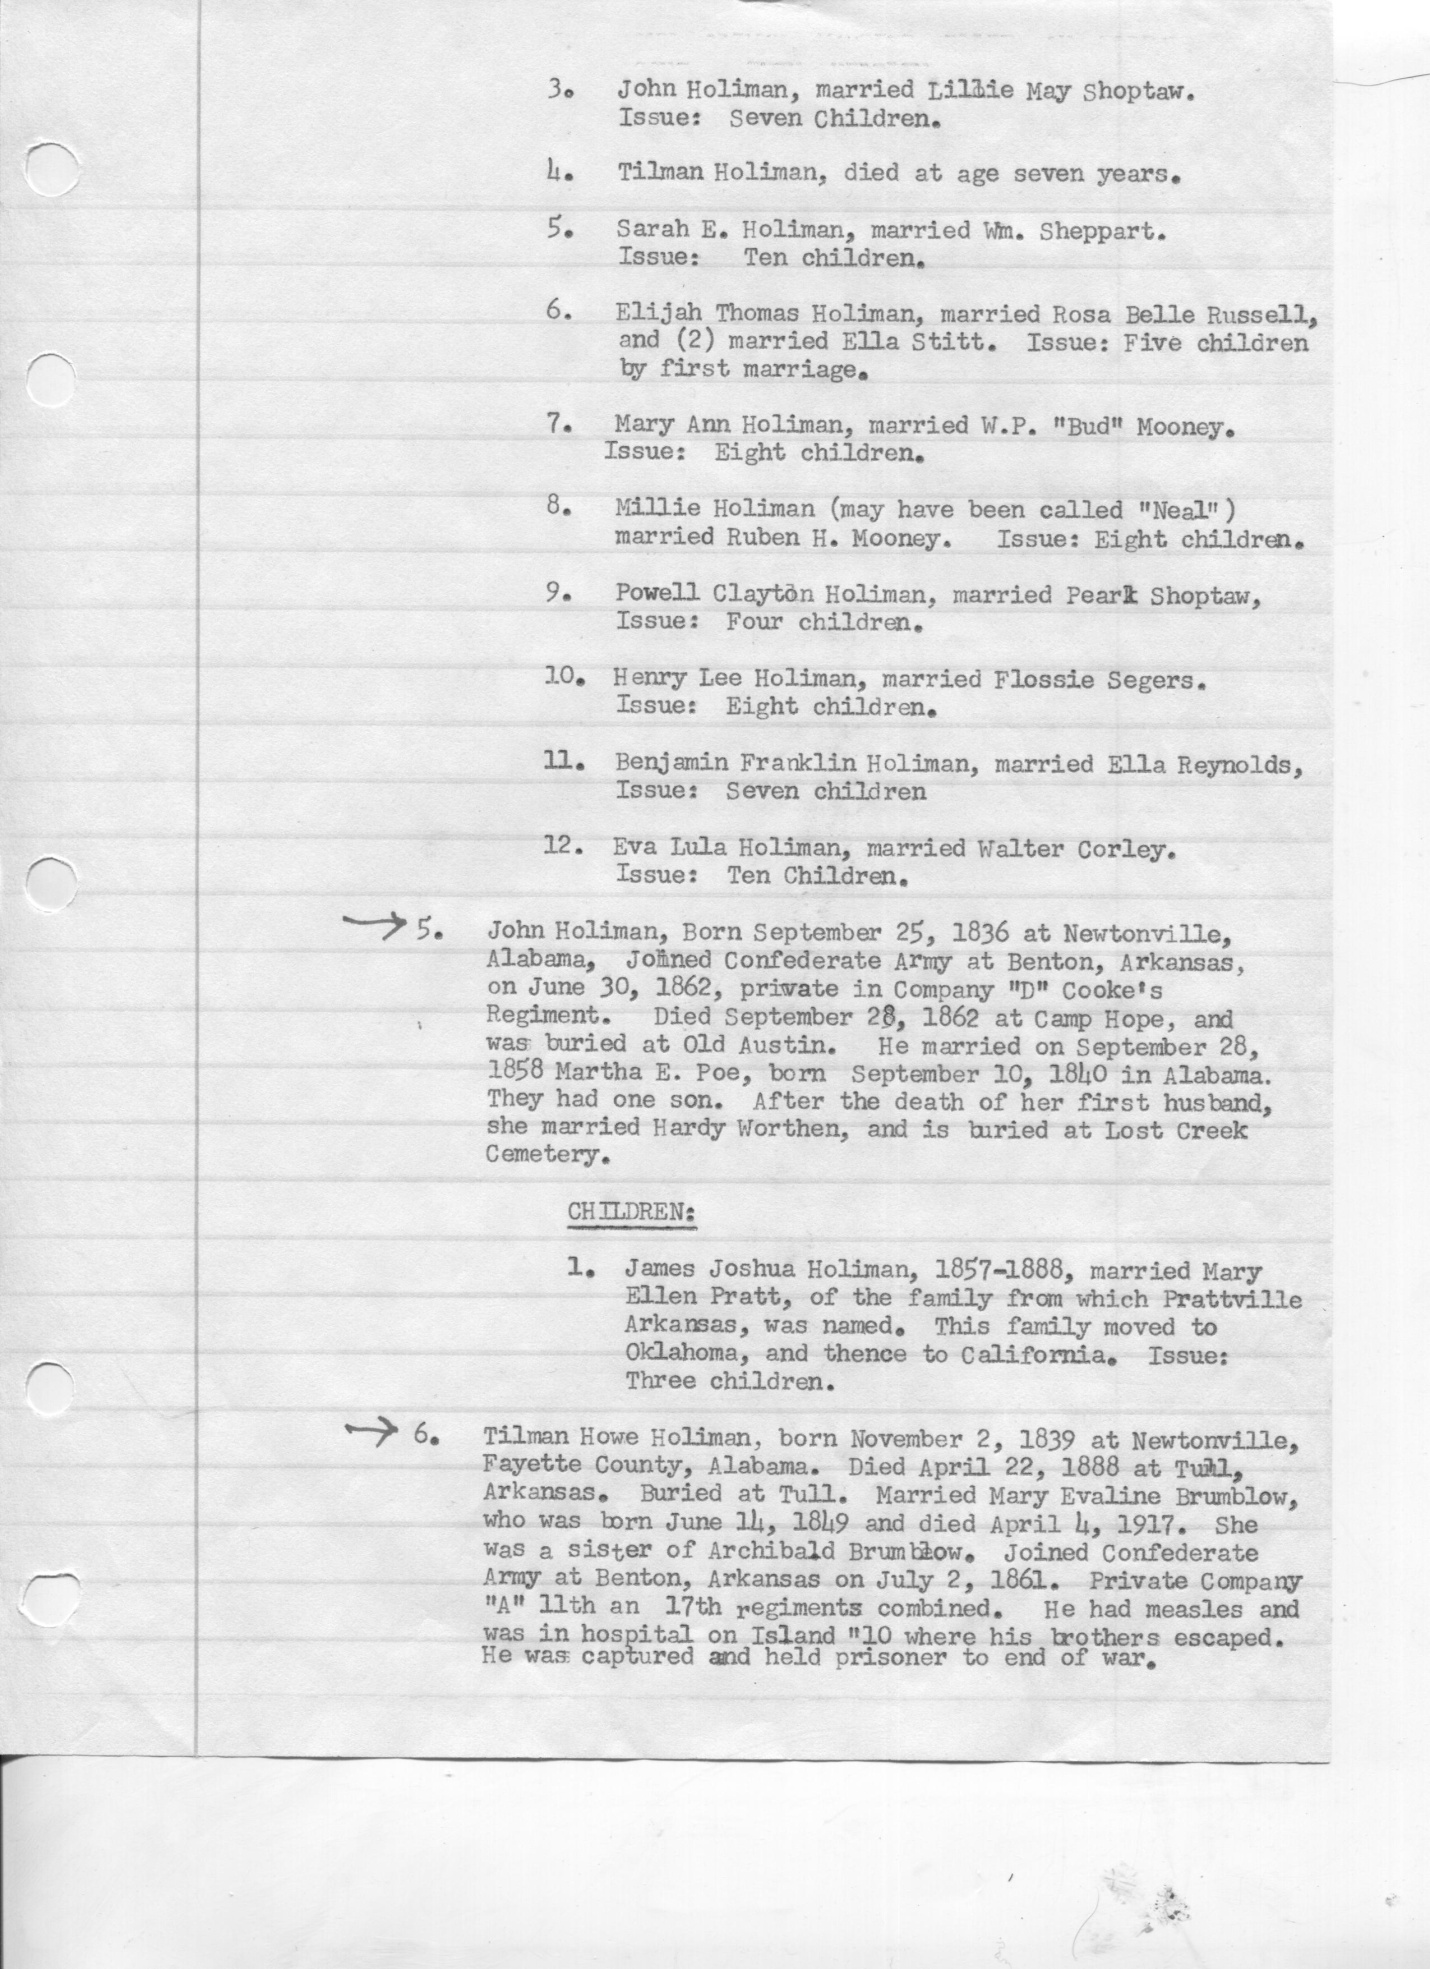 3. John Holiman, married Lillie May Shoptaw.
Issue: Seven Children.
4. Tilman Holiman, died at age seven years.
5. Sarah E. Holiman, married Wm. Sheppart.
Issue: Ten children.
6. Elijah Thomas Holiman, married Rosa Belle Russell,
and (2) married Ella Stitt. Issue: Five children
by first marriage.
7. Mary Ann Holiman, married W.P. "Bud" Mooney.
Issue: Eight children.
8. Millie Holiman (may have been called "Neal")
married Ruben H. Mooney. Issue: Eight children.
9. Powell Clayton Holiman, married Pearl Shoptaw,
Issue: Four children.
10. Henry Lee Holiman, married Flossie Segers.
Issue: Eight children.
11. Benjamin Franklin Holiman, married Ella Reynolds,
Issue: Seven children
12. Eva Lula Holiman, married Walter Corley.
Issue: Ten Children.
→ 5. John Holiman, Born September 25, 1836 at Newtonville,
Alabama, Joined Confederate Army at Benton, Arkansas,
on June 30, 1862, private in Company "D" Cooke's
Regiment. Died September 28, 1862 at Camp Hope, and
was buried at Old Austin. He married on September 28,
1858 Martha E. Poe, born September 10, 1840 in Alabama.
They had one son. After the death of her first husband,
she married Hardy Worthen, and is buried at Lost Creek
Cemetery.
CHILDREN:
1. James Joshua Holiman, 1857-1888, married Mary
Ellen Pratt, of the family from which Prattville
Arkansas, was named. This family moved to
Oklahoma, and thence to California. Issue:
Three children.
→ 6. Tilman Howe Holiman, born November 2, 1839 at Newtonville,
Fayette County, Alabama. Died April 22, 1888 at Tull,
Arkansas. Buried at Tull. Married Mary Evaline Brumblow,
who was born June 14, 1849 and died April 4, 1917. She
was a sister of Archibald Brumblow. Joined Confederate
Army at Benton, Arkansas on July 2, 1861. Private Company
"A" 11th an 17th regiments combined. He had measles and
was in hospital on Island "10 where his brothers escaped.
He was captured and held prisoner to end of war.